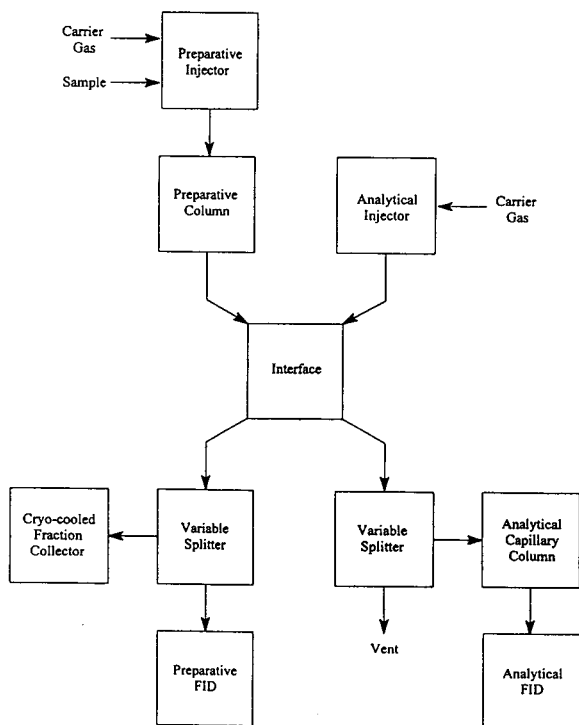 Carrier
Gas
Sample
Preparative
Injector
Preparative
Column
Analytical
Injector
Carrier
Gas
Interface
Cryo-cooled
Fraction
Collector
Variable
Splitter
Variable
Splitter
Analytical
Capillary
Column
Preparative
FID
Vent
Analytical
FID